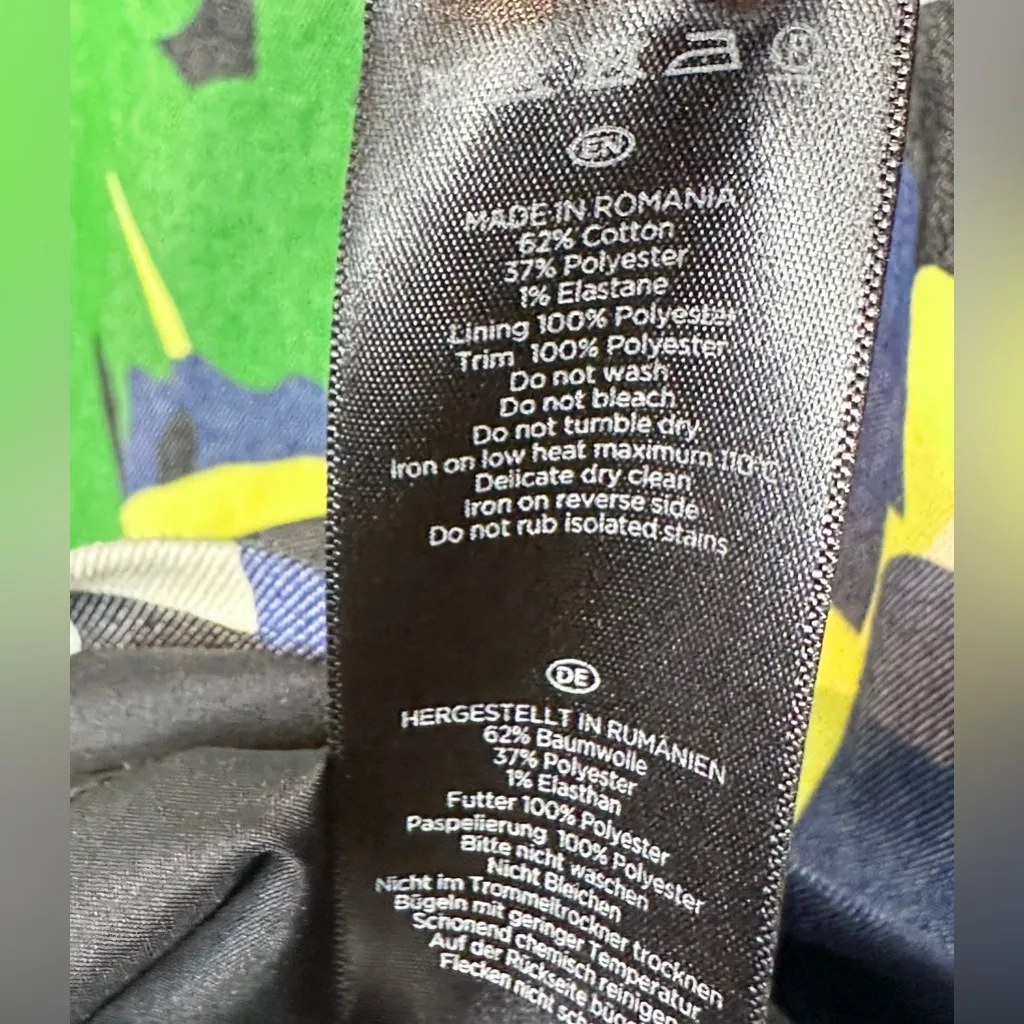 EN
MADE IN ROMANIA
62% Cotton
37% Polyester
1% Elastane
Lining 100% Polyester
Trim 100% Polyester
Do not wash
Do not bleach
Do not tumble dry
Iron on low heat maximum 110°C
Delicate dry clean
Iron on reverse side
Do not rub isolated stains
DE
HERGESTELLT IN RUMÄNIEN
62% Baumwolle
37% Polyester
1% Elasthan
Futter 100% Polyester
Paspelierung 100% Polyester
Bitte nicht waschen
Nicht Bleichen
Nicht im Trommeltrockner trocknen
Bügeln mit geringer Temperatur
Schonend chemisch reinigen
Auf der Rückseite
Flecken nicht